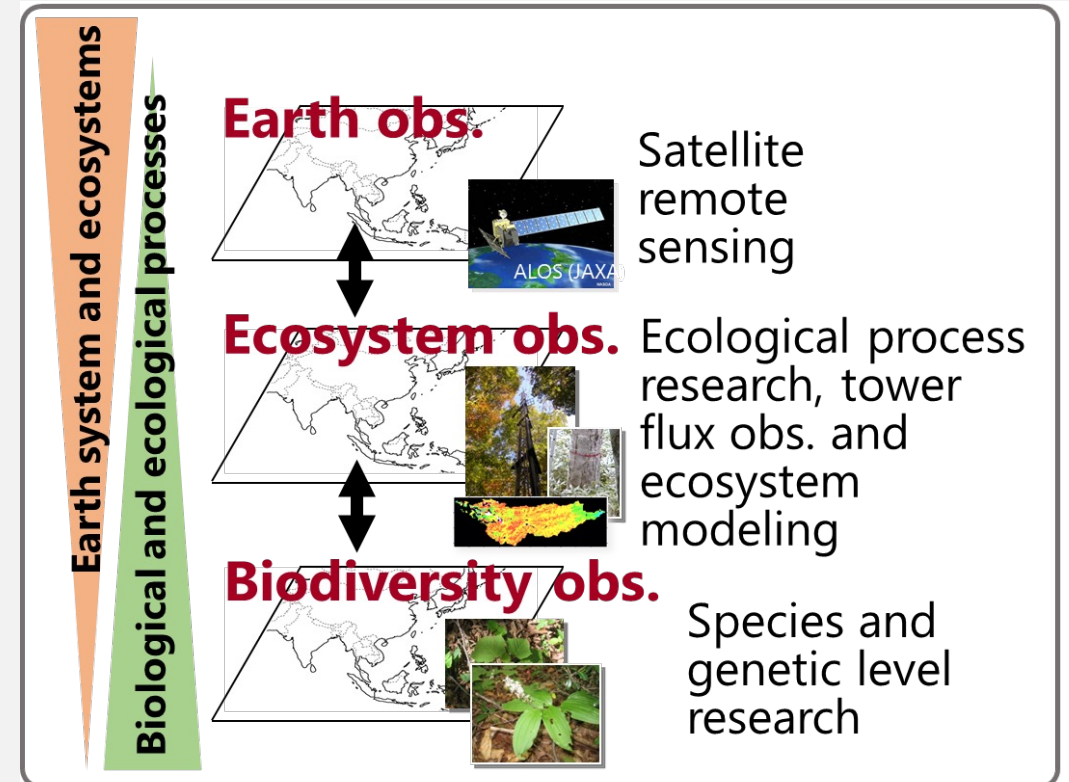 Earth system and ecosystems
Biological and ecological processes
Earth obs.
Satellite
remote
sensing
ALOS (JAXA)
Ecosystem obs.
Ecological process
research, tower
flux obs. and
ecosystem
modeling
Biodiversity obs.
Species and
genetic level
research